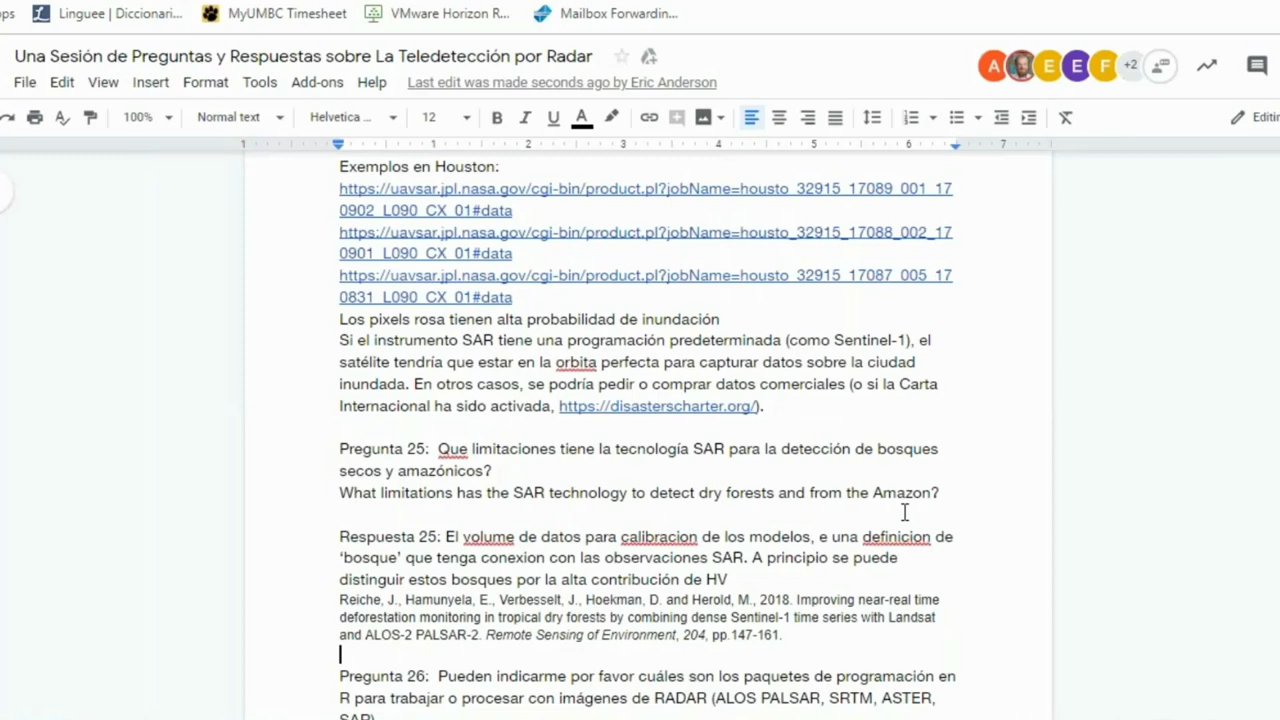 ps Linguee | Diccionari... MyUMBC Timesheet VMware Horizon R... Mailbox Forwardin...
Una Sesión de Preguntas y Respuestas sobre La Teledetección por Radar
A E E F +2
File Edit View Insert Format Tools Add-ons Help Last edit was made seconds ago by Eric Anderson
100% Normal text Helvetica ... 12 B I U A Editin
1 1 2 3 4 5 6 7
Exemplos en Houston:
https://uavsar.jpl.nasa.gov/cgi-bin/product.pl?jobName=housto_32915_17089_001_17
0902_L090_CX_01#data
https://uavsar.jpl.nasa.gov/cgi-bin/product.pl?jobName=housto_32915_17088_002_17
0901_L090_CX_01#data
https://uavsar.jpl.nasa.gov/cgi-bin/product.pl?jobName=housto_32915_17087_005_17
0831_L090_CX_01#data
Los pixels rosa tienen alta probabilidad de inundación
Si el instrumento SAR tiene una programación predeterminada (como Sentinel-1), el
satélite tendría que estar en la orbita perfecta para capturar datos sobre la ciudad
inundada. En otros casos, se podría pedir o comprar datos comerciales (o si la Carta
Internacional ha sido activada, https://disasterscharter.org/).
Pregunta 25:  Que limitaciones tiene la tecnología SAR para la detección de bosques
secos y amazónicos?
What limitations has the SAR technology to detect dry forests and from the Amazon?
Respuesta 25: El volume de datos para calibracion de los modelos, e una definicion de
‘bosque’ que tenga conexion con las observaciones SAR. A principio se puede
distinguir estos bosques por la alta contribución de HV
Reiche, J., Hamunyela, E., Verbesselt, J., Hoekman, D. and Herold, M., 2018. Improving near-real time
deforestation monitoring in tropical dry forests by combining dense Sentinel-1 time series with Landsat
and ALOS-2 PALSAR-2. Remote Sensing of Environment, 204, pp.147-161.
Pregunta 26:  Pueden indicarme por favor cuáles son los paquetes de programación en
R para trabajar o procesar con imágenes de RADAR (ALOS PALSAR, SRTM, ASTER,
SAR)